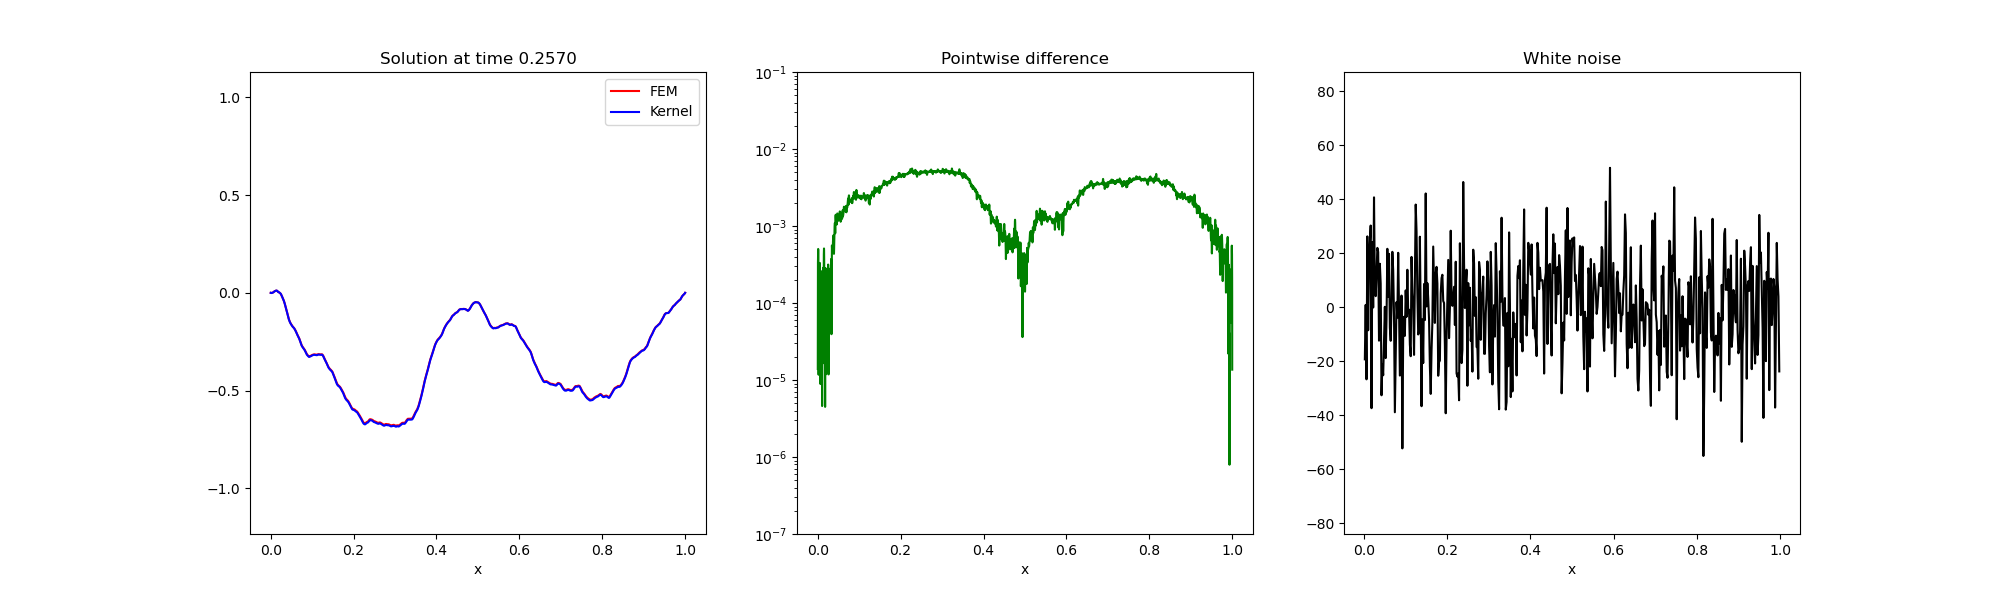 Solution at time 0.2570
1.0
0.5
0.0
−0.5
−1.0
FEM
Kernel
0.0 0.2 0.4 0.6 0.8 1.0
x
Pointwise difference
10⁻¹
10⁻²
10⁻³
10⁻⁴
10⁻⁵
10⁻⁶
10⁻⁷
0.0 0.2 0.4 0.6 0.8 1.0
x
White noise
80
60
40
20
0
−20
−40
−60
−80
0.0 0.2 0.4 0.6 0.8 1.0
x